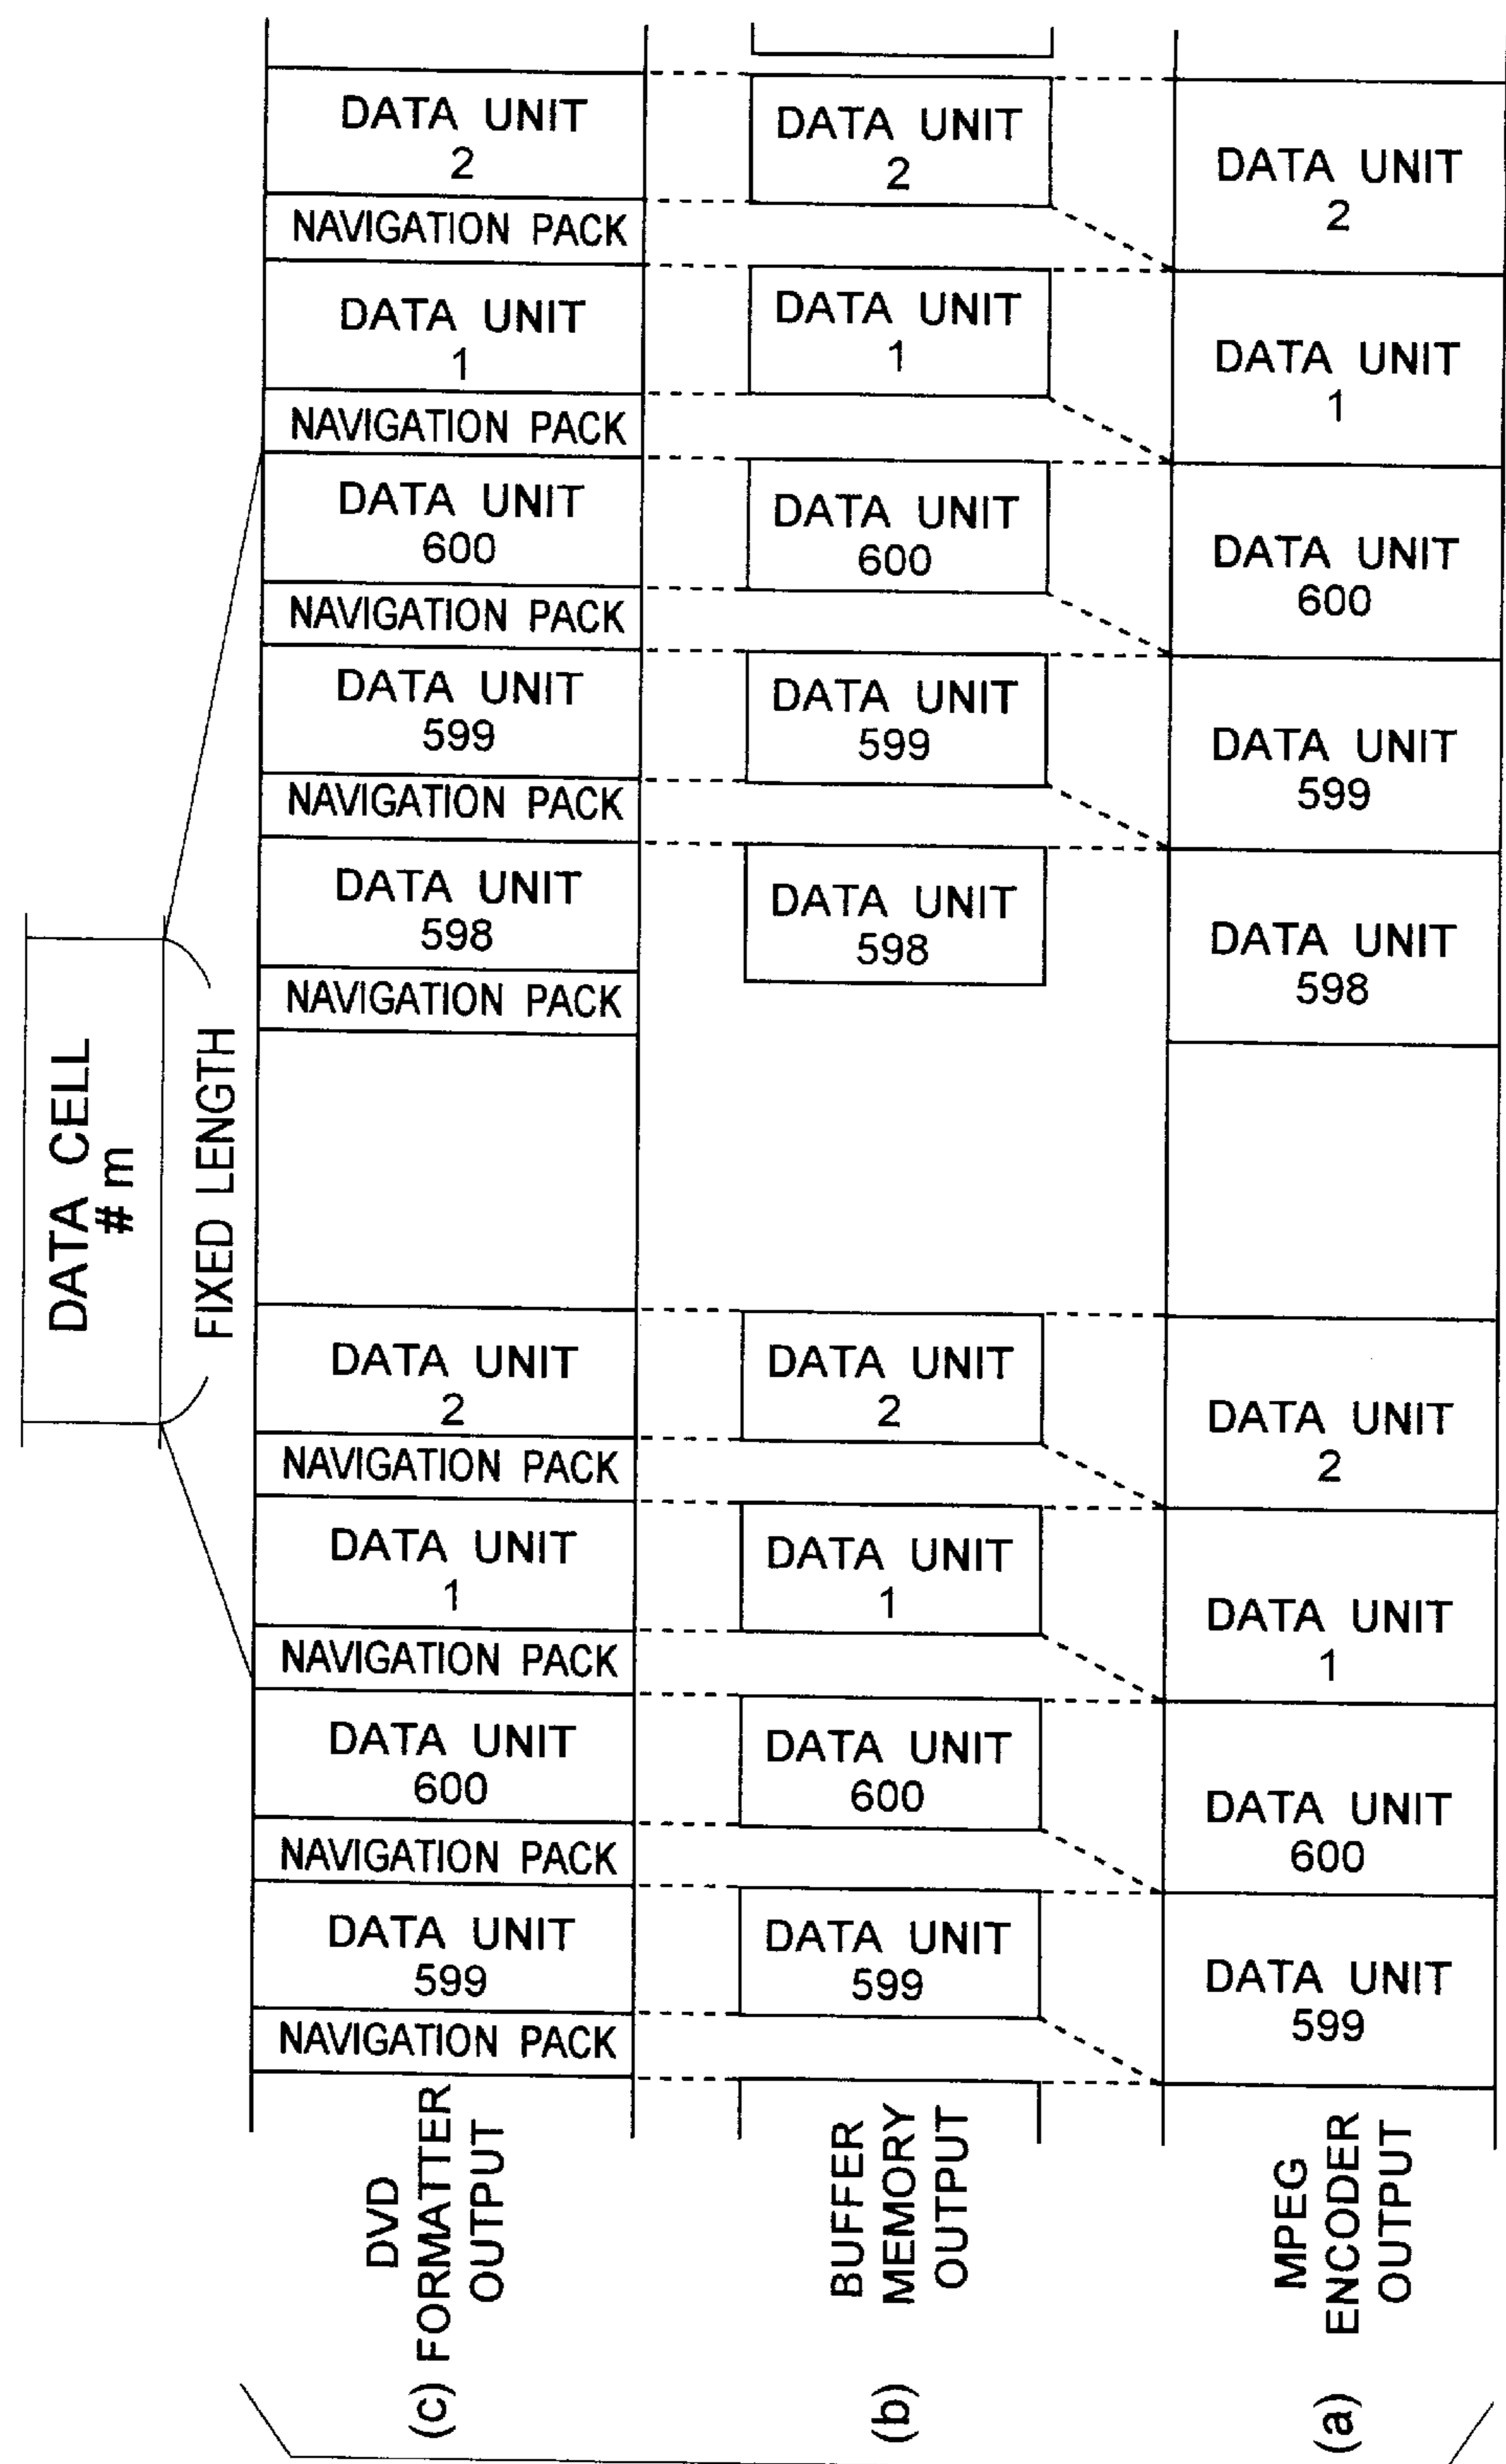 DATA CELL
# m
FIXED LENGTH
DATA UNIT
2
NAVIGATION PACK
DATA UNIT
1
NAVIGATION PACK
DATA UNIT
600
NAVIGATION PACK
DATA UNIT
599
NAVIGATION PACK
DATA UNIT
598
NAVIGATION PACK
DATA UNIT
2
NAVIGATION PACK
DATA UNIT
1
NAVIGATION PACK
DATA UNIT
600
NAVIGATION PACK
DATA UNIT
599
NAVIGATION PACK
DVD
(c) FORMATTER
OUTPUT
DATA UNIT
2
DATA UNIT
1
DATA UNIT
600
DATA UNIT
599
DATA UNIT
598
DATA UNIT
2
DATA UNIT
1
DATA UNIT
600
DATA UNIT
599
BUFFER
(b) MEMORY
OUTPUT
DATA UNIT
2
DATA UNIT
1
DATA UNIT
600
DATA UNIT
599
DATA UNIT
598
DATA UNIT
2
DATA UNIT
1
DATA UNIT
600
DATA UNIT
599
MPEG
(a) ENCODER
OUTPUT